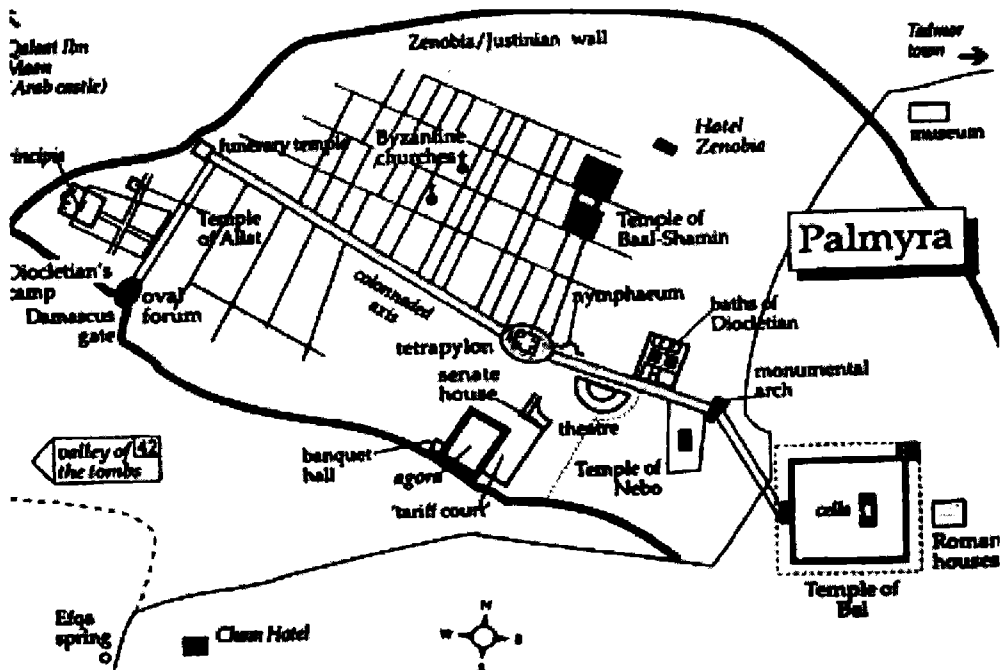 Qalaat Ibn
Maan
(Arab castle)
Zenobia/Justinian wall
Tadmor
town
museum
Hotel
Zenobia
funerary temple
Byzantine
churches
principia
Temple
of Allat
Temple of
Baal-Shamin
Palmyra
Diocletian's
camp
Damascus
gate
oval
forum
colonnaded
axis
nymphaeum
baths of
Diocletian
tetrapylon
senate
house
monumental
arch
theatre
valley of 42
the tombs
banquet
hall
agora
'tariff court'
Temple of
Nebo
cella
Roman
houses
Temple of
Bel
Efqa
spring
Cham Hotel
N
W
E
S